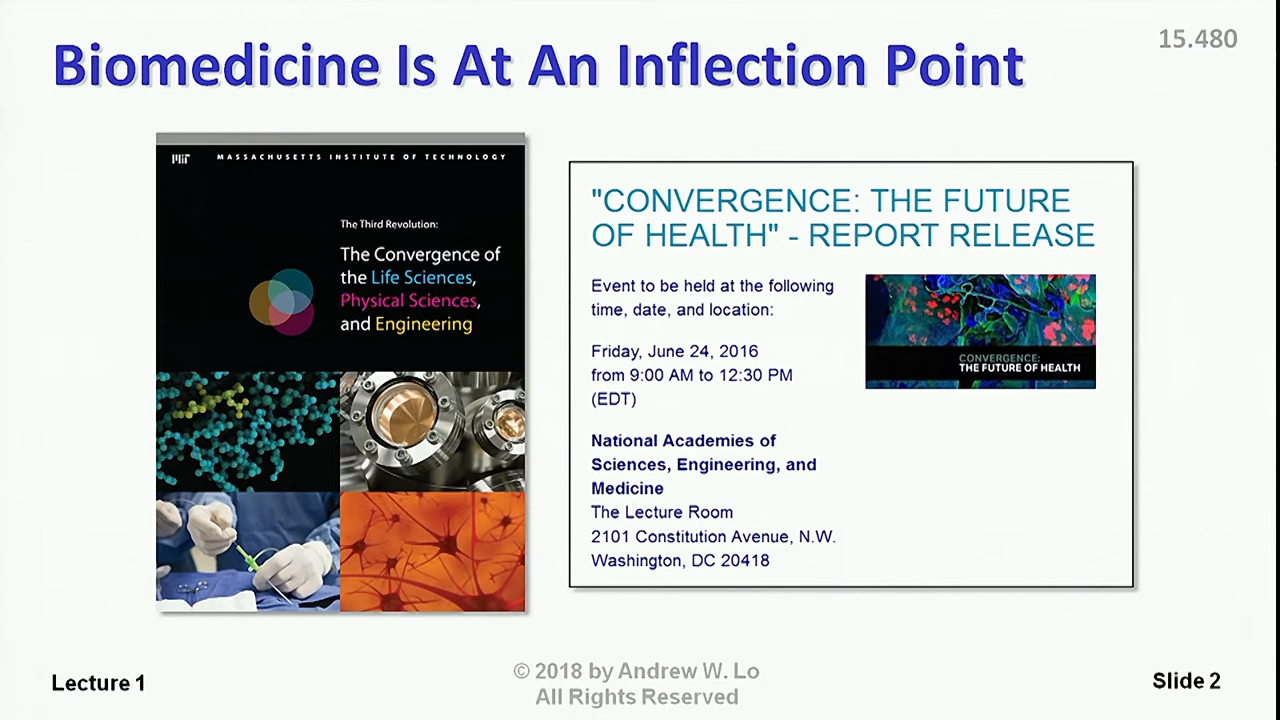 Biomedicine Is At An Inflection Point
15.480
MIT MASSACHUSETTS INSTITUTE OF TECHNOLOGY
The Third Revolution:
The Convergence of
the Life Sciences,
Physical Sciences,
and Engineering
"CONVERGENCE: THE FUTURE
OF HEALTH" - REPORT RELEASE
Event to be held at the following
time, date, and location:
Friday, June 24, 2016
from 9:00 AM to 12:30 PM
(EDT)
National Academies of
Sciences, Engineering, and
Medicine
The Lecture Room
2101 Constitution Avenue, N.W.
Washington, DC 20418
CONVERGENCE:
THE FUTURE OF HEALTH
Lecture 1
© 2018 by Andrew W. Lo
All Rights Reserved
Slide 2